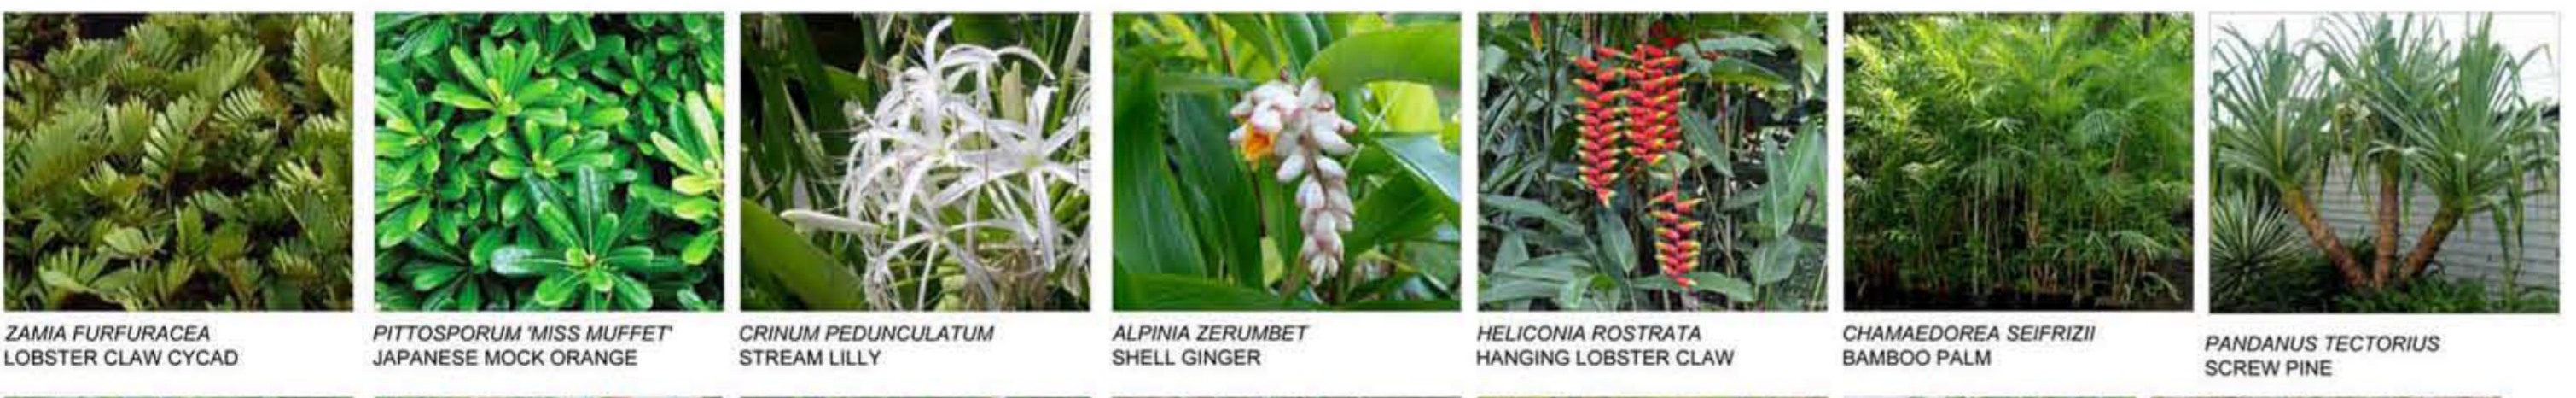 ZAMIA FURFURACEA
LOBSTER CLAW CYCAD
PITTOSPORUM 'MISS MUFFET'
JAPANESE MOCK ORANGE
CRINUM PEDUNCULATUM
STREAM LILLY
ALPINIA ZERUMBET
SHELL GINGER
HELICONIA ROSTRATA
HANGING LOBSTER CLAW
CHAMAEDOREA SEIFRIZII
BAMBOO PALM
PANDANUS TECTORIUS
SCREW PINE